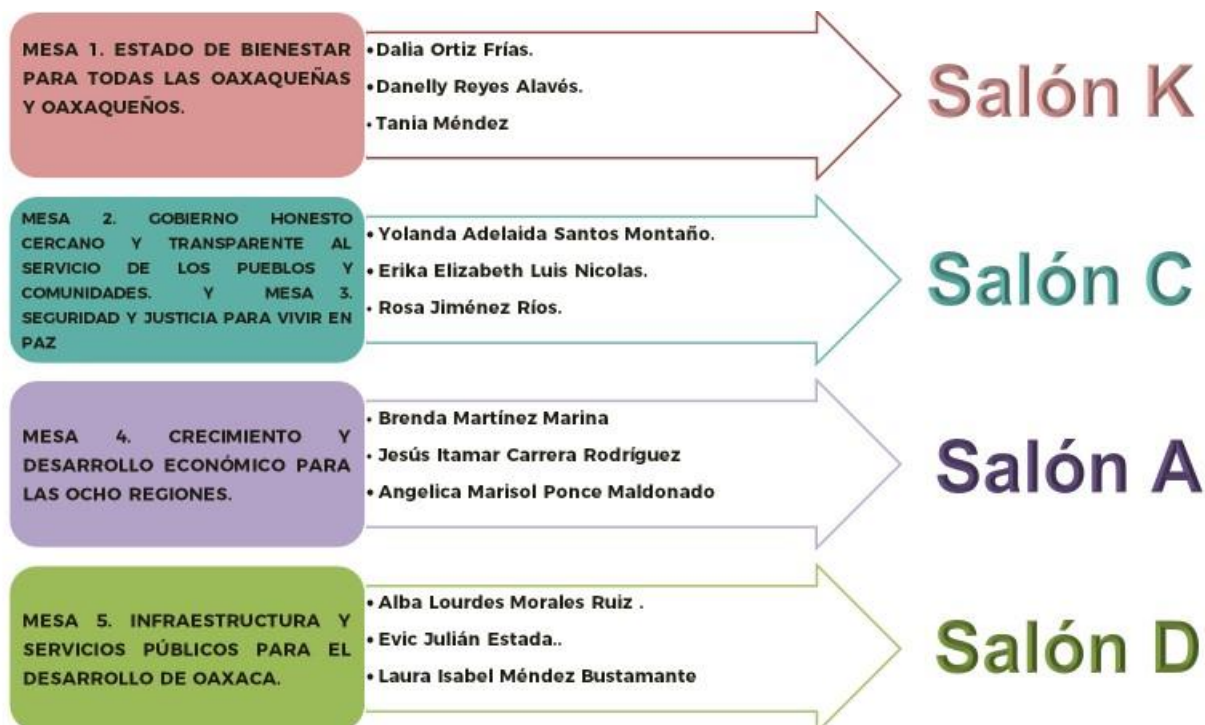 MESA 1. ESTADO DE BIENESTAR
PARA TODAS LAS OAXAQUEÑAS
Y OAXAQUEÑOS.
•Dalia Ortiz Frías.
•Danelly Reyes Alavés.
• Tania Méndez
Salón K
MESA 2. GOBIERNO HONESTO
CERCANO Y TRANSPARENTE AL
SERVICIO DE LOS PUEBLOS Y
COMUNIDADES. Y MESA 3.
SEGURIDAD Y JUSTICIA PARA VIVIR EN
PAZ
• Yolanda Adelaida Santos Montaño.
• Erika Elizabeth Luis Nicolas.
• Rosa Jiménez Ríos.
Salón C
MESA 4. CRECIMIENTO Y
DESARROLLO ECONÓMICO PARA
LAS OCHO REGIONES.
• Brenda Martínez Marina
• Jesús Itamar Carrera Rodríguez
• Angelica Marisol Ponce Maldonado
Salón A
MESA 5. INFRAESTRUCTURA Y
SERVICIOS PÚBLICOS PARA EL
DESARROLLO DE OAXACA.
• Alba Lourdes Morales Ruiz .
• Evic Julián Estada..
• Laura Isabel Méndez Bustamante
Salón D